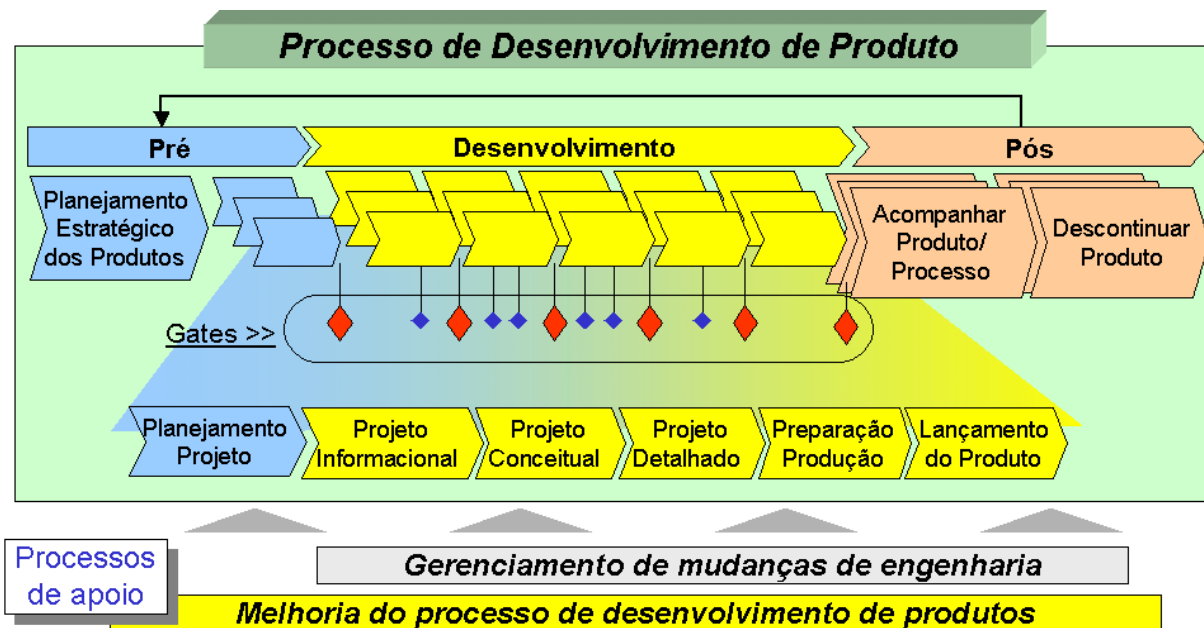 Processo de Desenvolvimento de Produto
Pré
Desenvolvimento
Pós
Planejamento
Estratégico
dos Produtos
Acompanhar
Produto/
Processo
Descontinuar
Produto
Gates >>
Planejamento
Projeto
Projeto
Informacional
Projeto
Conceitual
Projeto
Detalhado
Preparação
Produção
Lançamento
do Produto
Processos
de apoio
Gerenciamento de mudanças de engenharia
Melhoria do processo de desenvolvimento de produtos